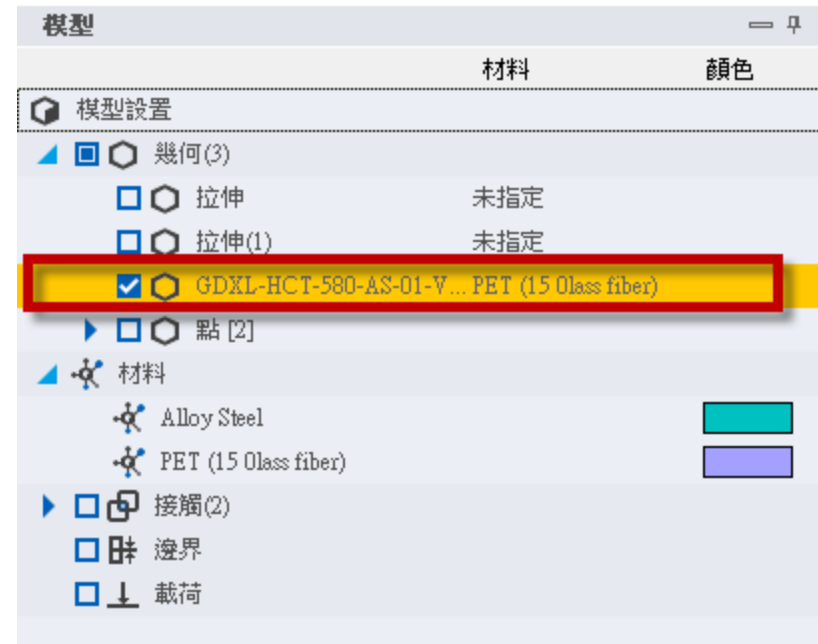 模型
材料 顏色
模型設置
幾何(3)
拉伸 未指定
拉伸(1) 未指定
GDXL-HCT-580-AS-01-V... PET (15 0lass fiber)
點 [2]
材料
Alloy Steel
PET (15 0lass fiber)
接觸(2)
邊界
載荷